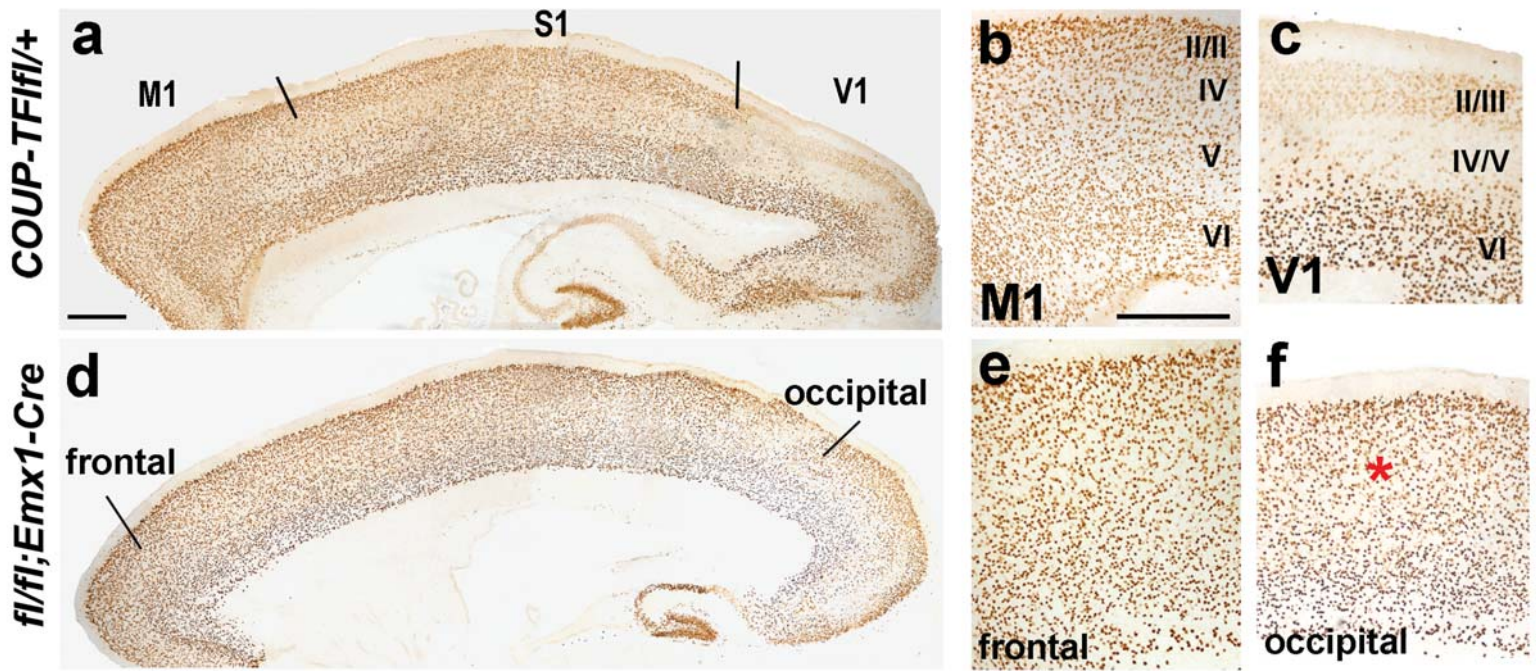 COUP-TFIfl/+
a
M1
S1
V1
b
II/II
IV
V
VI
M1
c
II/III
IV/V
VI
V1
fl/fl;Emx1-Cre
d
frontal
occipital
e
frontal
f
*
occipital